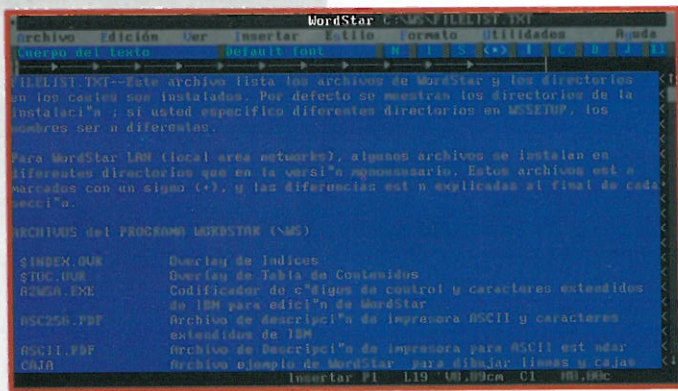 WordStar C:\WS\FILELIST.TXT
Archivo Edición Ver Insertar Estilo Formato Utilidades Ayuda
Cuerpo del texto Default font N I S <*> I C D J
FILELIST.TXT--Este archivo lista los archivos de WordStar y los directorios
en los cuales son instalados. Por defecto se muestran los directorios de la
instalaci"n ; si usted especifico diferentes directorios en WSSETUP, los
nombres ser n diferentes.
Para WordStar LAN (local area networks), algunos archivos se instalan en
diferentes directorios que en la versi"n monousuario. Estos archivos est n
marcados con un signo (+), y las diferencias est n explicadas al final de cada
secci"n.
ARCHIVOS del PROGRAMA WORDSTAR (\WS)
$INDEX.OVR Overlay de Indices
$TOC.OVR Overlay de Tabla de Contenidos
A2WSA.EXE Codificador de c"digos de control y caracteres extendidos
de IBM para edici"n de WordStar
ASC256.PDF Archivo de descripci"n de impresora ASCII y caracteres
extendidos de IBM
ASCII.PDF Archivo de Descripci"n de impresora para ASCII est ndar
CAJA Archivo ejemplo de WordStar para dibujar lineas y cajas
Insertar P1 L19 V8.89cm C1 H0.00c